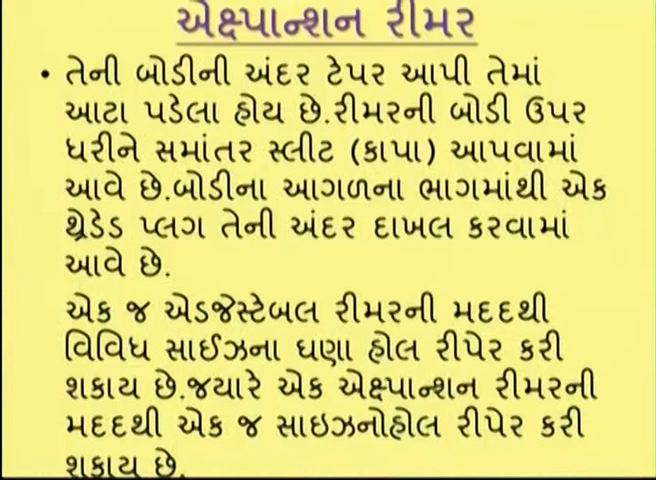 એક્ષ્પાન્શન રીમર
• તેની બોડીની અંદર ટેપર આપી તેમાં
આટા પડેલા હોય છે.રીમરની બોડી ઉપર
ધરીને સમાંતર સ્લીટ (કાપા) આપવામાં
આવે છે.બોડીના આગળના ભાગમાંથી એક
થ્રેડેડ પ્લગ તેની અંદર દાખલ કરવામાં
આવે છે.
એક જ એડજેસ્ટેબલ રીમરની મદદથી
વિવિધ સાઈઝના ઘણા હોલ રીપેર કરી
શકાય છે.જયારે એક એક્ષ્પાન્શન રીમરની
મદદથી એક જ સાઇઝનોહોલ રીપેર કરી
શકાય છે.